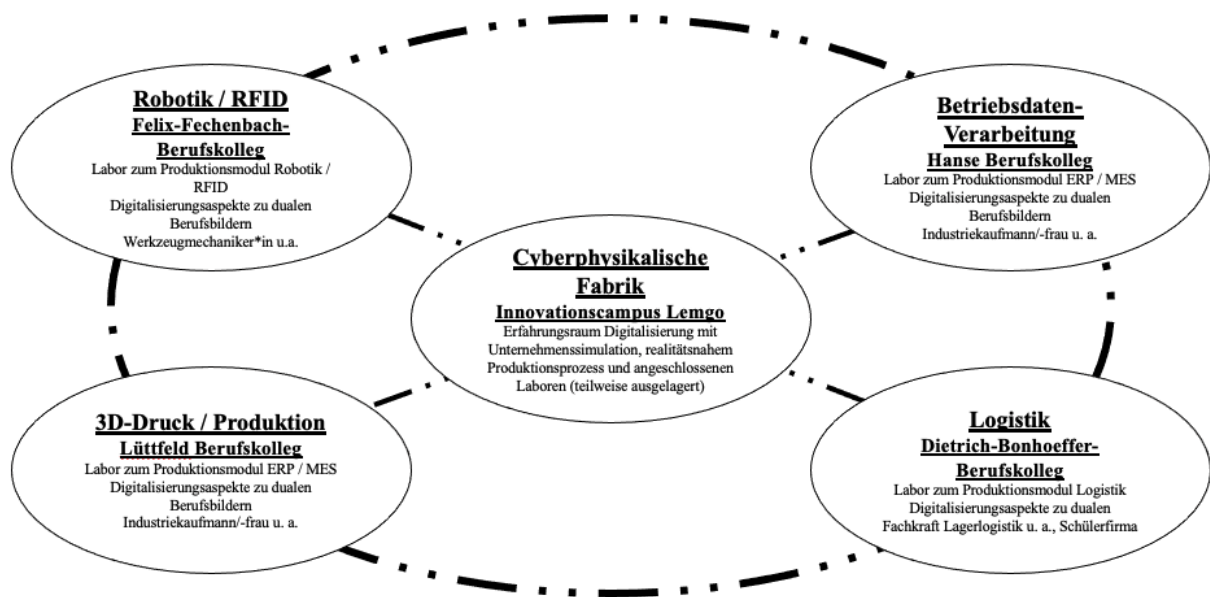 Robotik / RFID
Felix-Fechenbach-
Berufskolleg
Labor zum Produktionsmodul Robotik /
RFID
Digitalisierungsaspekte zu dualen
Berufsbildern
Werkzeugmechaniker*in u.a.
Betriebsdaten-
Verarbeitung
Hanse Berufskolleg
Labor zum Produktionsmodul ERP / MES
Digitalisierungsaspekte zu dualen
Berufsbildern
Industriekaufmann/-frau u. a.
Cyberphysikalische
Fabrik
Innovationscampus Lemgo
Erfahrungsraum Digitalisierung mit
Unternehmenssimulation, realitätsnahem
Produktionsprozess und angeschlossenen
Laboren (teilweise ausgelagert)
3D-Druck / Produktion
Lüttfeld Berufskolleg
Labor zum Produktionsmodul ERP / MES
Digitalisierungsaspekte zu dualen
Berufsbildern
Industriekaufmann/-frau u. a.
Logistik
Dietrich-Bonhoeffer-
Berufskolleg
Labor zum Produktionsmodul Logistik
Digitalisierungsaspekte zu dualen
Fachkraft Lagerlogistik u. a., Schülerfirma